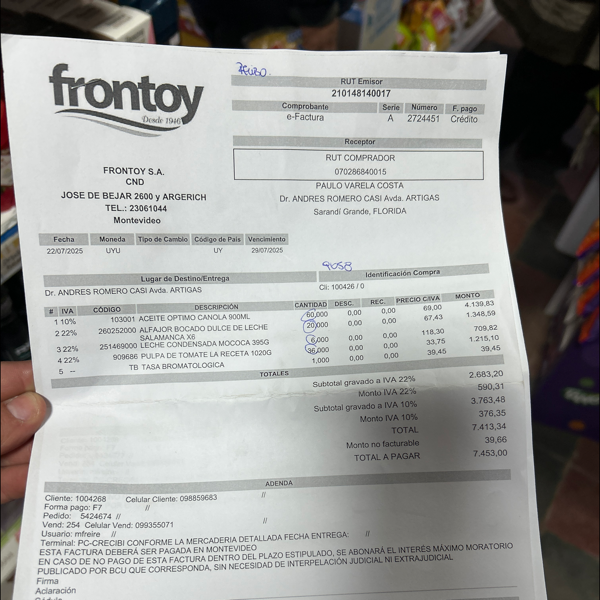 frontoy
Desde 1946
RUT Emisor
210148140017
Comprobante Serie Número F. pago
e-Factura A 2724451 Crédito
Receptor
RUT COMPRADOR
070286840015
PAULO VARELA COSTA
Dr. ANDRES ROMERO CASI Avda. ARTIGAS
Sarandí Grande, FLORIDA
FRONTOY S.A.
CND
JOSE DE BEJAR 2600 y ARGERICH
TEL.: 23061044
Montevideo
Fecha Moneda Tipo de Cambio Código de País Vencimiento
22/07/2025 UYU UY 29/07/2025
Lugar de Destino/Entrega Identificación Compra
Dr. ANDRES ROMERO CASI Avda. ARTIGAS Cli: 100426 / 0
# IVA CÓDIGO DESCRIPCIÓN CANTIDAD DESC. REC. PRECIO C/IVA MONTO
1 10% 103001 ACEITE OPTIMO CANOLA 900ML 60,000 0,00 0,00 69,00 4.139,83
2 22% 260252000 ALFAJOR BOCADO DULCE DE LECHE SALAMANCA X6 20,000 0,00 0,00 67,43 1.348,59
3 22% 251469000 LECHE CONDENSADA MOCOCA 395G 6,000 0,00 0,00 118,30 709,82
4 22% 909686 PULPA DE TOMATE LA RECETA 1020G 36,000 0,00 0,00 33,75 1.215,10
5 -- TB TASA BROMATOLOGICA 1,000 0,00 0,00 39,45 39,45
TOTALES
Subtotal gravado a IVA 22% 2.683,20
Monto IVA 22% 590,31
Subtotal gravado a IVA 10% 3.763,48
Monto IVA 10% 376,35
TOTAL 7.413,34
Monto no facturable 39,66
TOTAL A PAGAR 7.453,00
ADENDA
Cliente: 1004268 Celular Cliente: 098859683 //
Forma pago: F7
Pedido: 5424674 //
Vend: 254 Celular Vend: 099355071 //
Usuario: mfreire //
Terminal: PC-CRECIBI CONFORME LA MERCADERIA DETALLADA FECHA ENTREGA: //
ESTA FACTURA DEBERÁ SER PAGADA EN MONTEVIDEO
EN CASO DE NO PAGO DE ESTA FACTURA DENTRO DEL PLAZO ESTIPULADO, SE ABONARÁ EL INTERÉS MÁXIMO MORATORIO
PUBLICADO POR BCU QUE CORRESPONDA, SIN NECESIDAD DE INTERPELACIÓN JUDICIAL NI EXTRAJUDICIAL
Firma
Aclaración